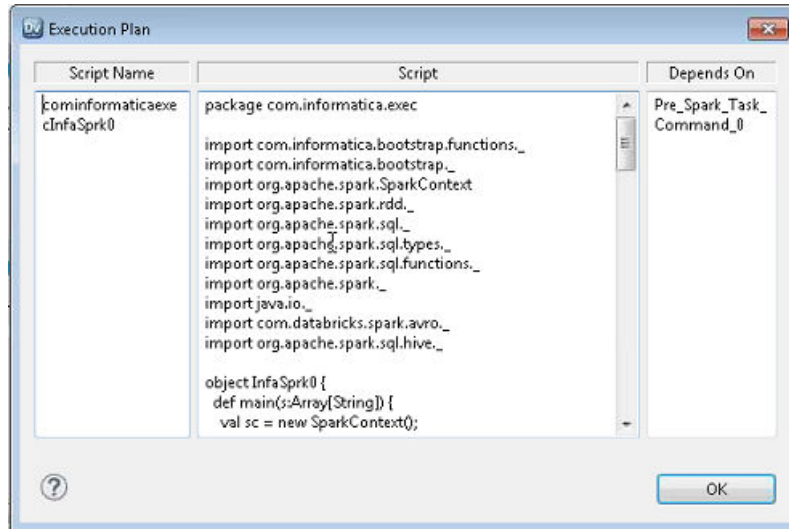 Dv Execution Plan
Script Name
Script
Depends On
cominformaticaexe
cInfaSprk0
package com.informatica.exec
import com.informatica.bootstrap.functions._
import com.informatica.bootstrap._
import org.apache.spark.SparkContext
import org.apache.spark.rdd._
import org.apache.spark.sql._
import org.apache.spark.sql.types._
import org.apache.spark.sql.functions._
import org.apache.spark._
import java.io._
import com.databricks.spark.avro._
import org.apache.spark.sql.hive._
object InfaSprk0 {
def main(s:Array[String]) {
val sc = new SparkContext();
Pre_Spark_Task_
Command_0
?
OK